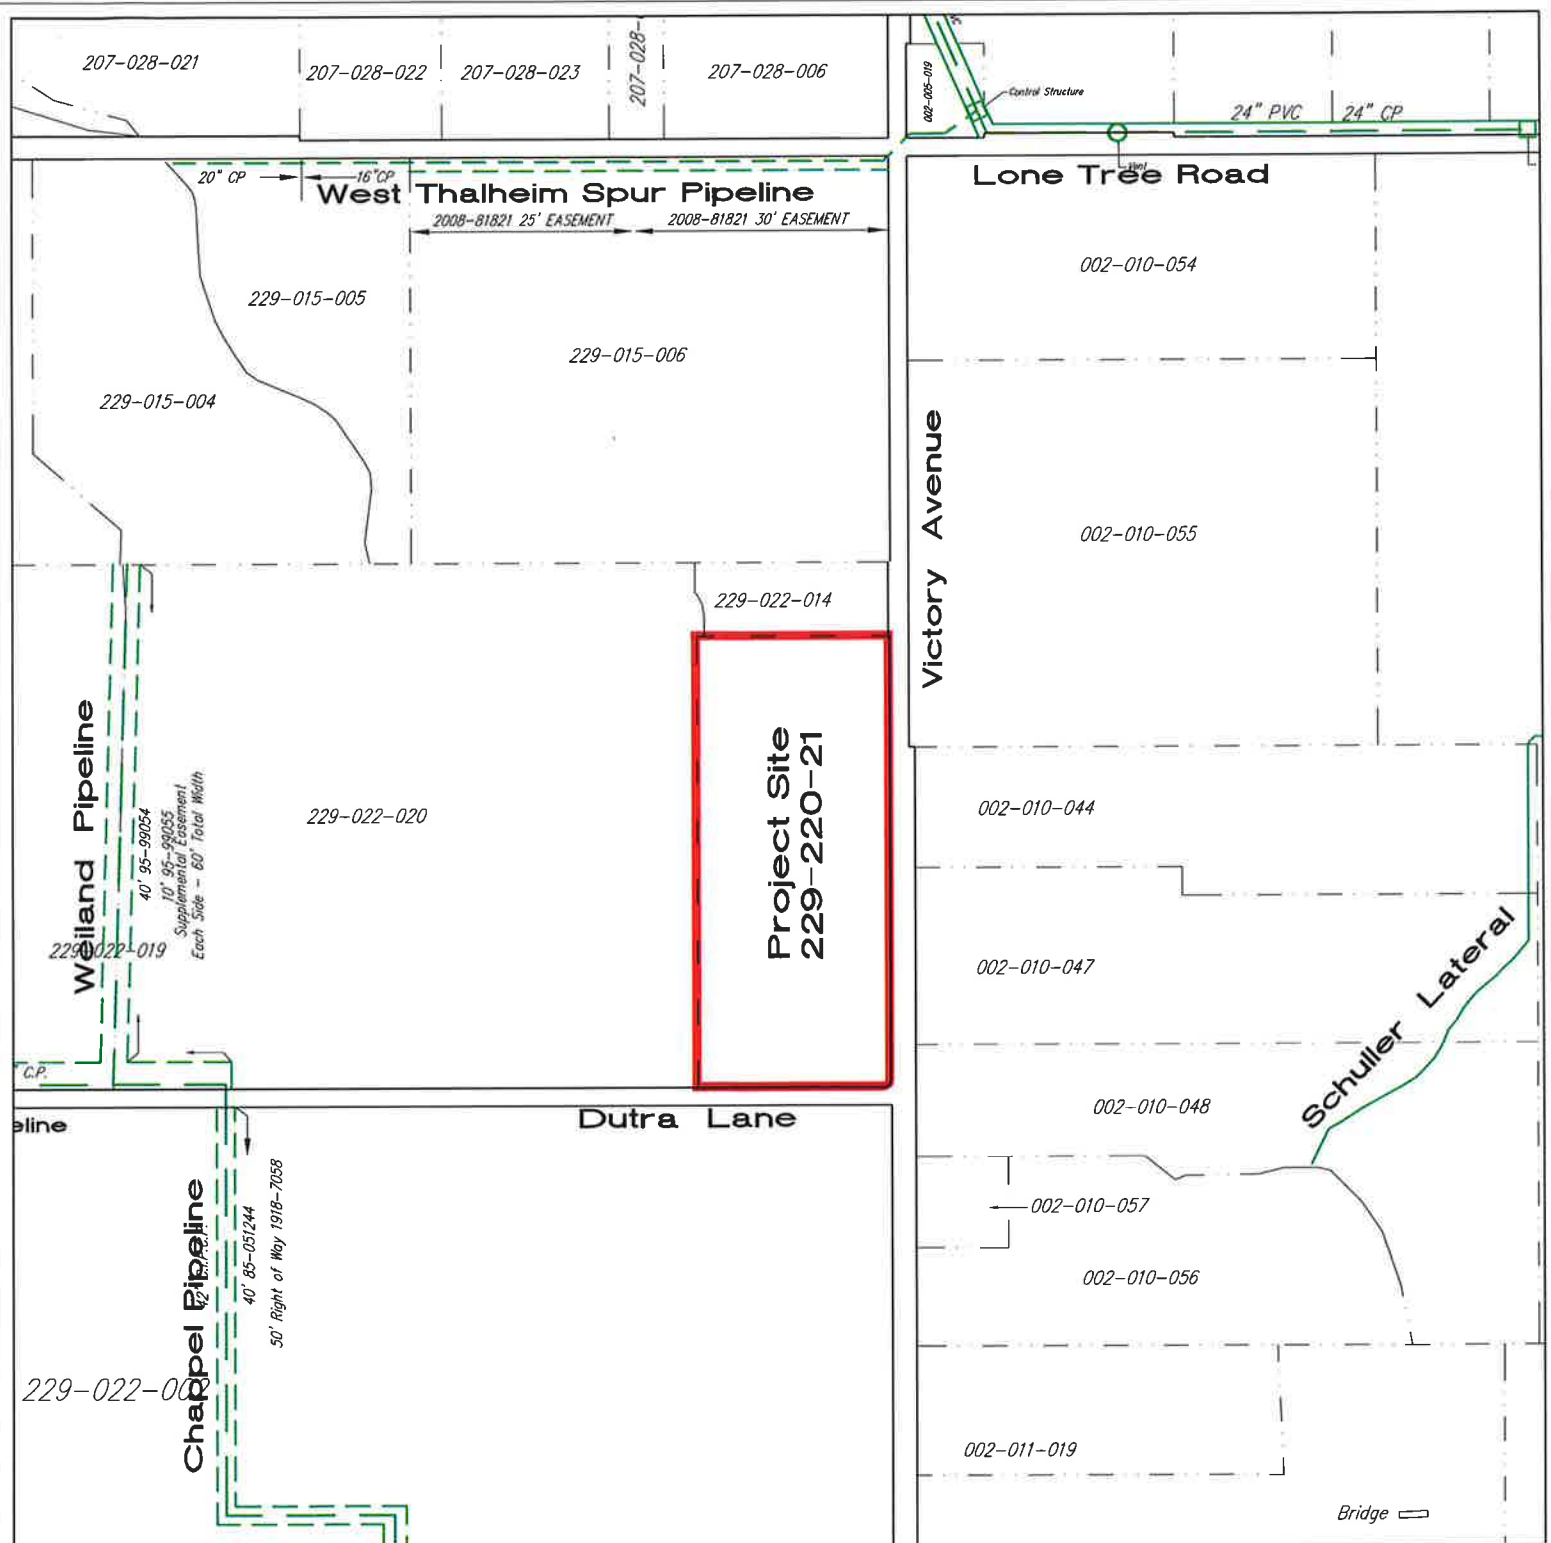 207-028-021
207-028-022
207-028-023
207-028-
207-028-006
002-005-019
Control Structure
24" PVC
24" CP
20" CP
16"CP
West Thalheim Spur Pipeline
Vent
Lone Tree Road
2008-81821 25' EASEMENT
2008-81821 30' EASEMENT
002-010-054
229-015-005
229-015-006
229-015-004
Victory Avenue
002-010-055
229-022-014
Weiland Pipeline
40' 95-99054
10' 95-99055
Supplemental Easement
Each Side - 60' Total Width
229-022-020
Project Site
229-220-21
002-010-044
229-022-019
002-010-047
Schuller Lateral
C.P.
eline
Dutra Lane
002-010-048
Chappel Pipeline
40' 85-051244
50' Right of Way 1918-7058
002-010-057
002-010-056
229-022-002
002-011-019
Bridge